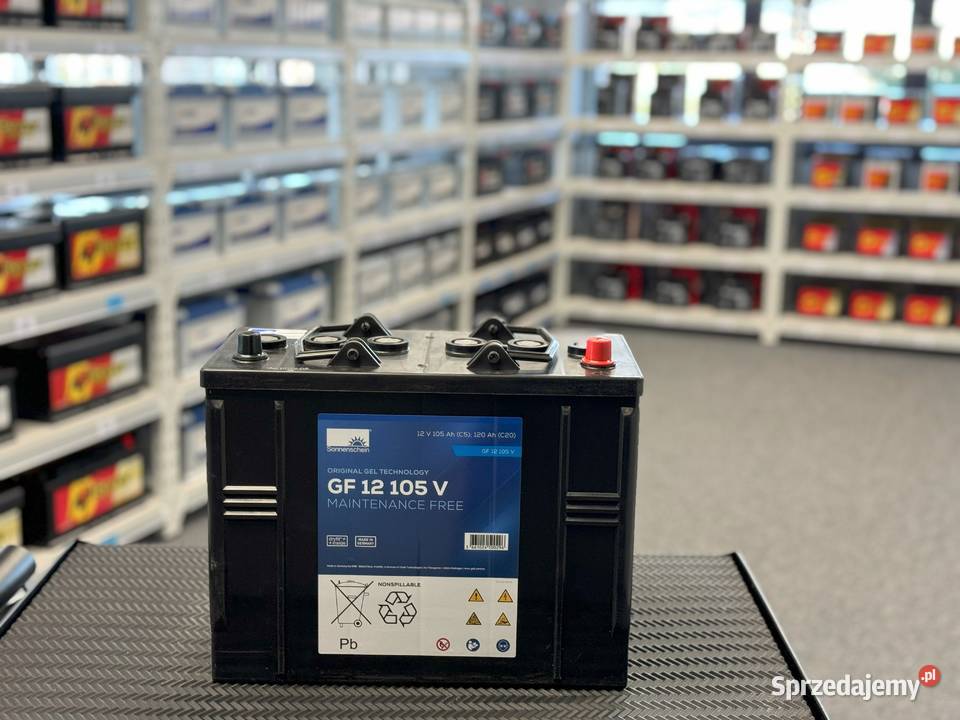 Sonnenschein
12 V 105 Ah (C5); 120 Ah (C20)
GF 12 105 V
ORIGINAL GEL TECHNOLOGY
GF 12 105 V
MAINTENANCE FREE
dryfit
MADE IN
GERMANY
NONSPILLABLE
Pb
Sprzedajemy.pl